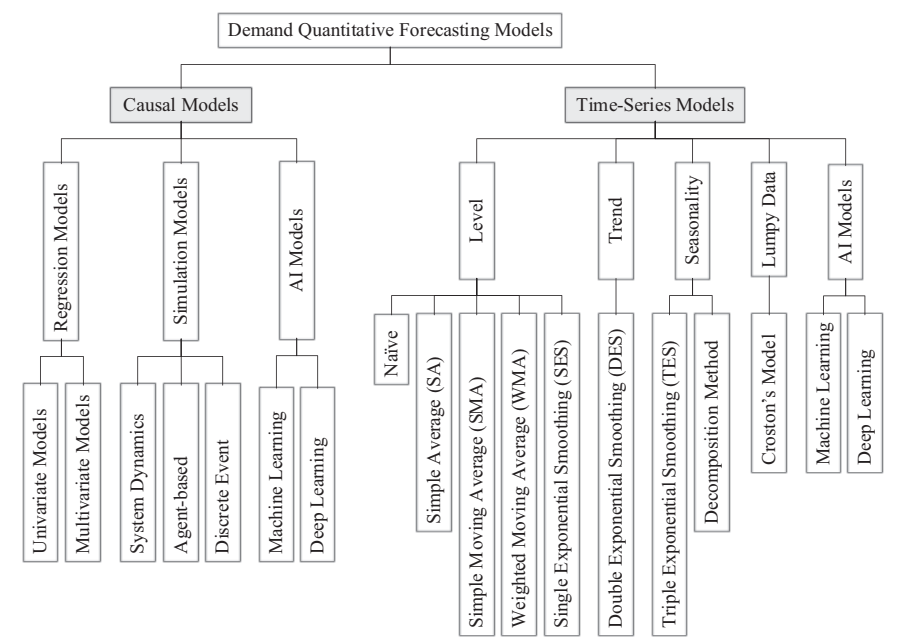 Demand Quantitative Forecasting Models
Causal Models
Time-Series Models
Regression Models
Simulation Models
AI Models
Level
Trend
Seasonality
Lumpy Data
AI Models
Univariate Models
Multivariate Models
System Dynamics
Agent-based
Discrete Event
Machine Learning
Deep Learning
Naïve
Simple Average (SA)
Simple Moving Average (SMA)
Weighted Moving Average (WMA)
Single Exponential Smoothing (SES)
Double Exponential Smoothing (DES)
Triple Exponential Smoothing (TES)
Decomposition Method
Croston's Model
Machine Learning
Deep Learning